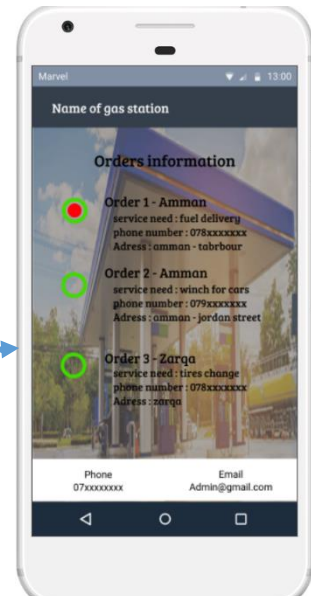 Marvel 13:00
Name of gas station
Orders information
Order 1 - Amman
service need : fuel delivery
phone number : 078xxxxxxx
Adress : amman - tabrbour
Order 2 - Amman
service need : winch for cars
phone number : 079xxxxxxx
Adress : amman - jordan street
Order 3 - Zarqa
service need : tires change
phone number : 078xxxxxxx
Adress : zarqa
Phone Email
07xxxxxxxx Admin@gmail.com